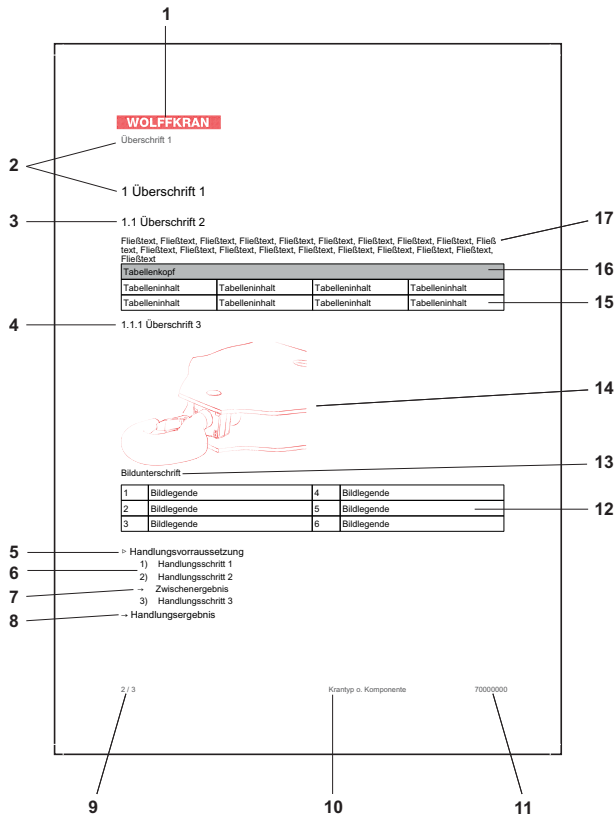 1
WOLFFKRAN
Überschrift 1
2
1 Überschrift 1
3
1.1 Überschrift 2
17
Fließtext, Fließtext, Fließtext, Fließtext, Fließtext, Fließtext, Fließtext, Fließtext, Fließtext, Fließ
text, Fließtext, Fließtext, Fließtext, Fließtext, Fließtext, Fließtext, Fließtext, Fließtext, Fließtext,
Fließtext
Tabellenkopf
16
Tabelleninhalt Tabelleninhalt Tabelleninhalt Tabelleninhalt
Tabelleninhalt Tabelleninhalt Tabelleninhalt Tabelleninhalt
15
4
1.1.1 Überschrift 3
14
Bildunterschrift
13
1 Bildlegende 4 Bildlegende
2 Bildlegende 5 Bildlegende
12
3 Bildlegende 6 Bildlegende
5
▷ Handlungsvorraussetzung
6
1) Handlungsschritt 1
2) Handlungsschritt 2
7
→ Zwischenergebnis
3) Handlungsschritt 3
8
→ Handlungsergebnis
2 / 3 Krantyp o. Komponente 70000000
9 10 11